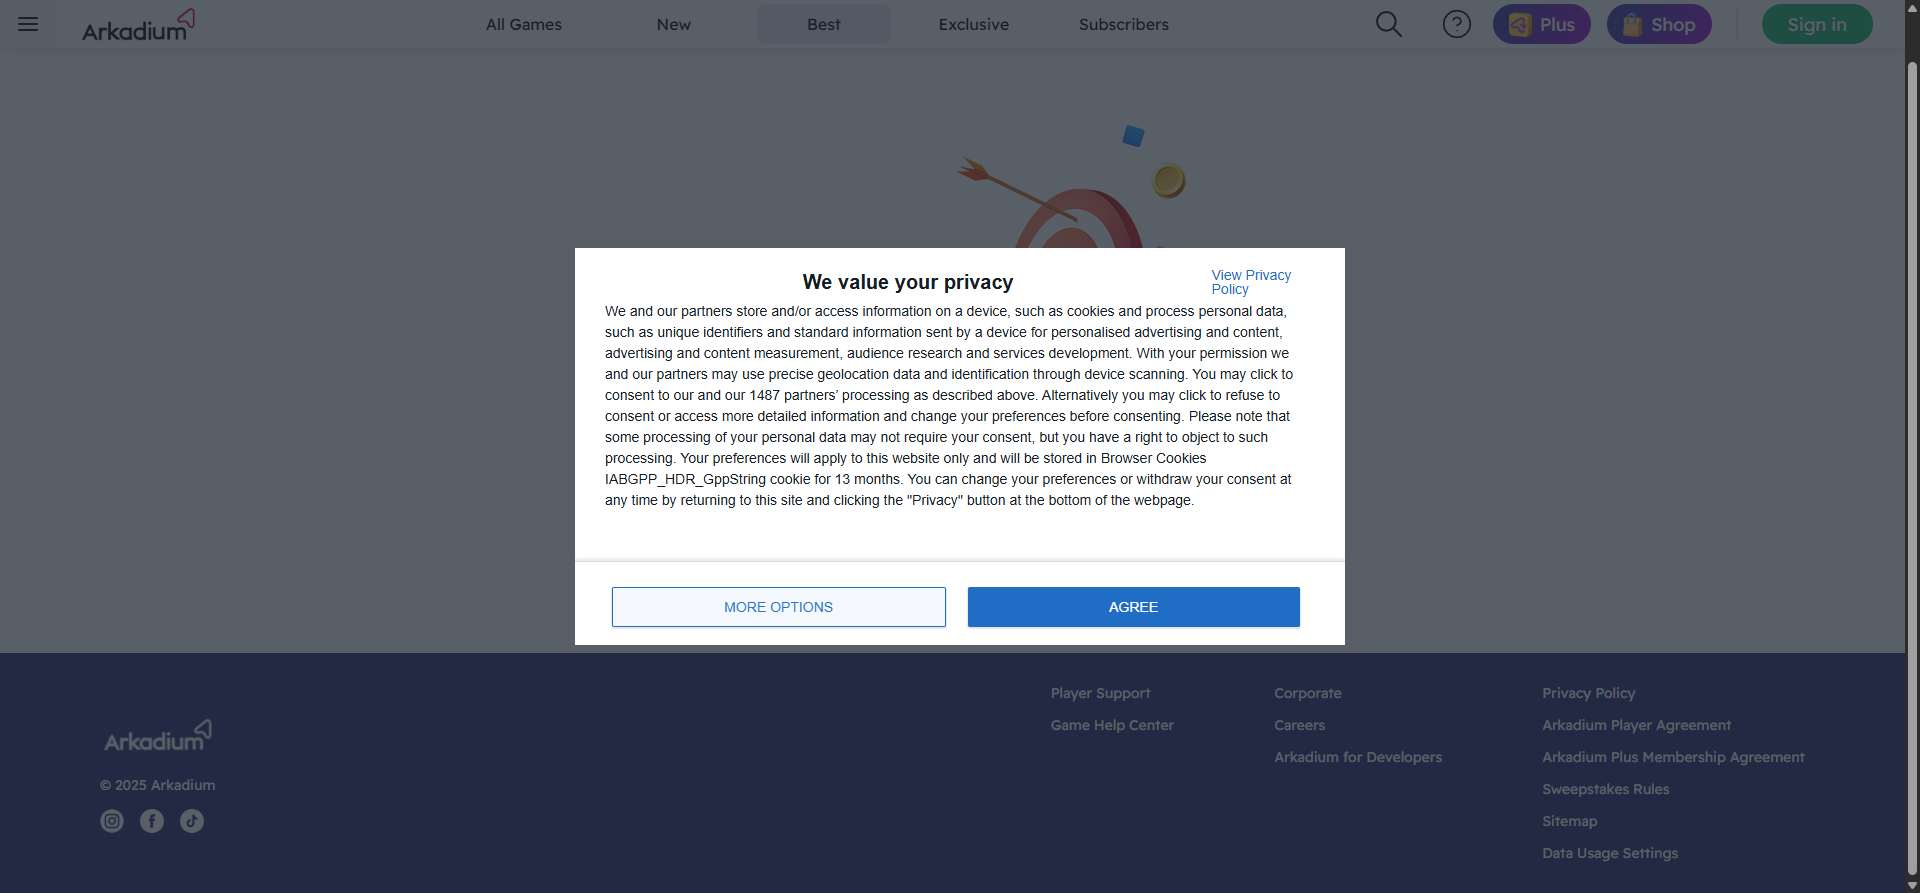 Arkadium
All Games
New
Best
Exclusive
Subscribers
?
Plus
Shop
Sign in
We value your privacy
View Privacy
Policy
We and our partners store and/or access information on a device, such as cookies and process personal data,
such as unique identifiers and standard information sent by a device for personalised advertising and content,
advertising and content measurement, audience research and services development. With your permission we
and our partners may use precise geolocation data and identification through device scanning. You may click to
consent to our and our 1487 partners’ processing as described above. Alternatively you may click to refuse to
consent or access more detailed information and change your preferences before consenting. Please note that
some processing of your personal data may not require your consent, but you have a right to object to such
processing. Your preferences will apply to this website only and will be stored in Browser Cookies
IABGPP_HDR_GppString cookie for 13 months. You can change your preferences or withdraw your consent at
any time by returning to this site and clicking the "Privacy" button at the bottom of the webpage.
MORE OPTIONS
AGREE
Arkadium
© 2025 Arkadium
Player Support
Game Help Center
Corporate
Careers
Arkadium for Developers
Privacy Policy
Arkadium Player Agreement
Arkadium Plus Membership Agreement
Sweepstakes Rules
Sitemap
Data Usage Settings